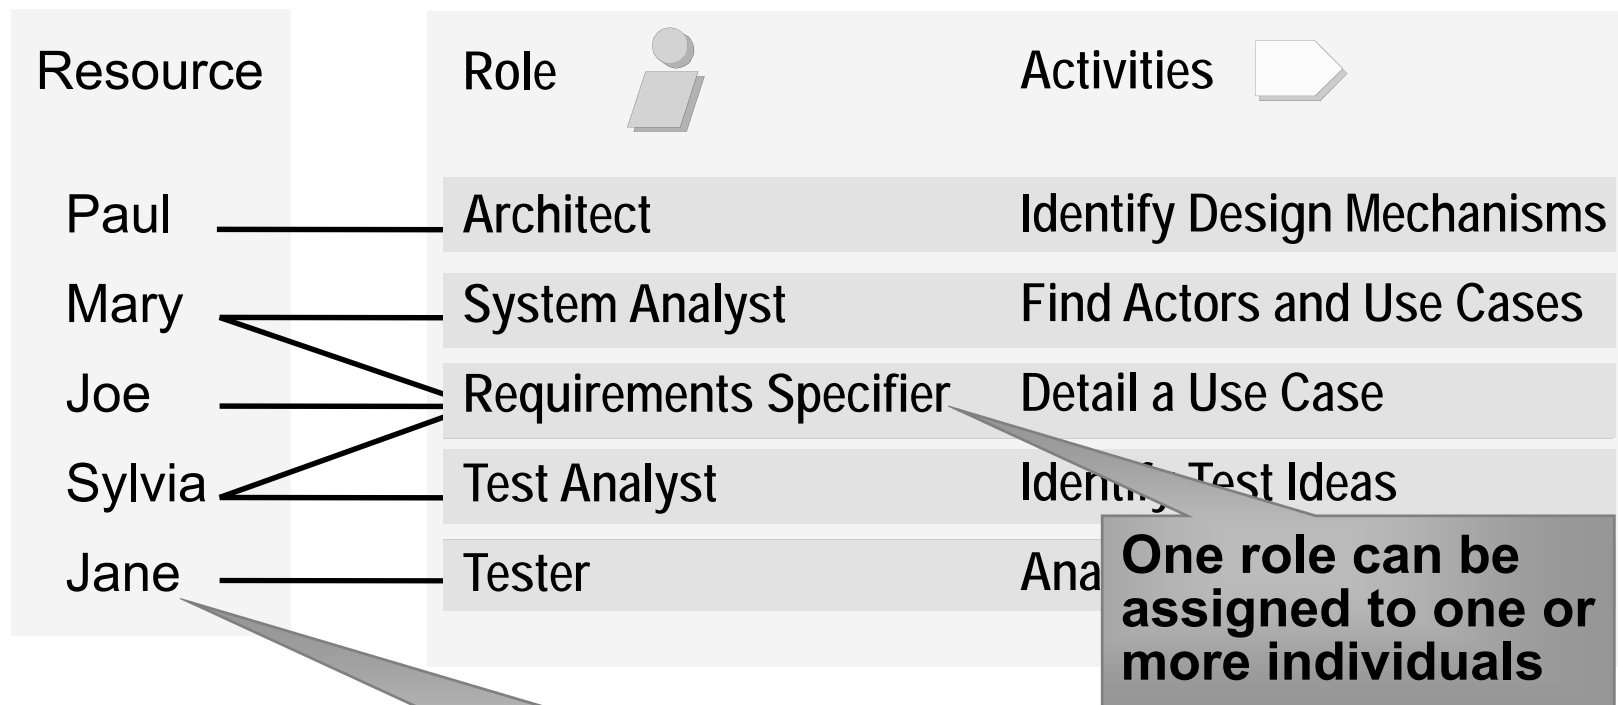 Resource Role Activities
Paul Architect Identify Design Mechanisms
Mary System Analyst Find Actors and Use Cases
Joe Requirements Specifier Detail a Use Case
Sylvia Test Analyst Identify Test Ideas
Jane Tester
One role can be
assigned to one or
more individuals